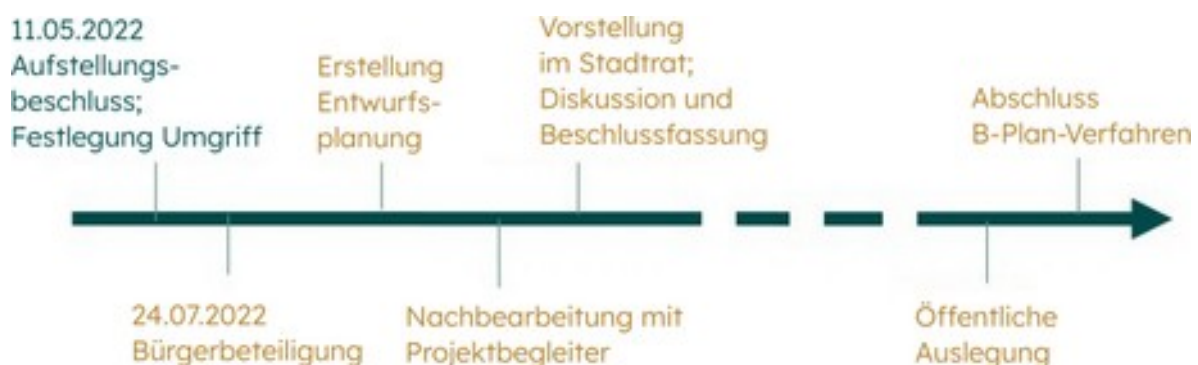 11.05.2022
Aufstellungs-
beschluss;
Festlegung Umgriff
Erstellung
Entwurfs-
planung
Vorstellung
im Stadtrat;
Diskussion und
Beschlussfassung
Abschluss
B-Plan-Verfahren
24.07.2022
Bürgerbeteiligung
Nachbearbeitung mit
Projektbegleiter
Öffentliche
Auslegung